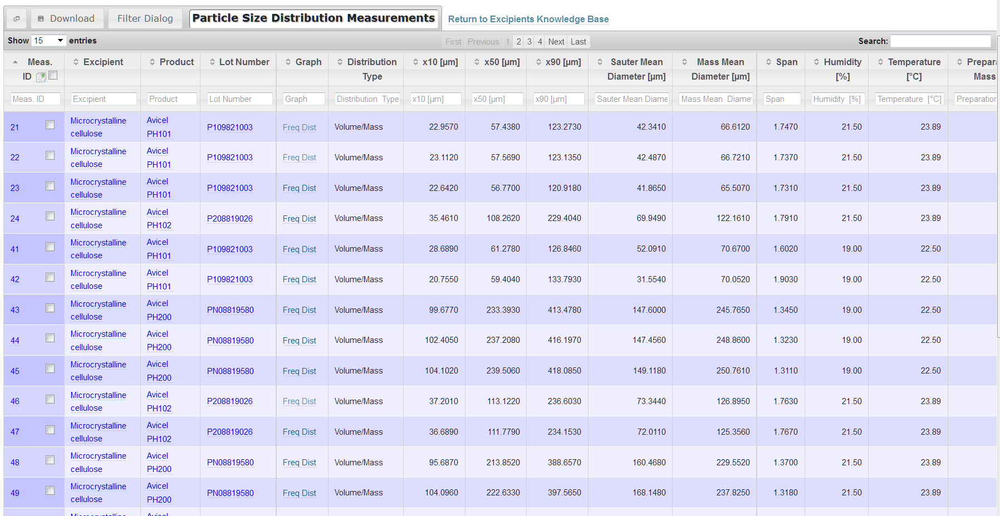 Download Filter Dialog Particle Size Distribution Measurements Return to Excipients Knowledge Base
Show 15 entries First Previous 1 2 3 4 Next Last Search:
Meas. Excipient Product Lot Number Graph Distribution x10 [µm] x50 [µm] x90 [µm] Sauter Mean Mass Mean Span Humidity Temperature
ID Type Diameter [µm] Diameter [µm] [%] [°C] Mass
Meas. ID Excipient Product Lot Number Graph Distribution Type x10 [µm] x50 [µm] x90 [µm] Sauter Mean Mass Mean Span Humidity [%] Temperature [°C] Preparation
21 Microcrystalline cellulose Avicel PH101 P109821003 Freq Dist Volume/Mass 22.9570 57.4380 123.2730 42.3410 66.6120 1.7470 21.50 23.89
22 Microcrystalline cellulose Avicel PH101 P109821003 Freq Dist Volume/Mass 23.1120 57.5690 123.1350 42.4870 66.7210 1.7370 21.50 23.89
23 Microcrystalline cellulose Avicel PH101 P109821003 Freq Dist Volume/Mass 22.6420 56.7700 120.9180 41.8650 65.5070 1.7310 21.50 23.89
24 Microcrystalline cellulose Avicel PH102 P208819026 Freq Dist Volume/Mass 35.4610 108.2620 229.4040 69.9490 122.1610 1.7910 21.50 23.89
41 Microcrystalline cellulose Avicel PH101 P109821003 Freq Dist Volume/Mass 28.6890 61.2780 126.8460 52.0910 70.6700 1.6020 19.00 22.50
42 Microcrystalline cellulose Avicel PH101 P109821003 Freq Dist Volume/Mass 20.7550 59.4040 133.7930 31.5540 70.0520 1.9030 19.00 22.50
43 Microcrystalline cellulose Avicel PH200 PN08819580 Freq Dist Volume/Mass 99.6770 233.3930 413.4780 147.6000 245.7650 1.3450 19.00 22.50
44 Microcrystalline cellulose Avicel PH200 PN08819580 Freq Dist Volume/Mass 102.4050 237.2080 416.1970 147.4560 248.8600 1.3230 19.00 22.50
45 Microcrystalline cellulose Avicel PH200 PN08819580 Freq Dist Volume/Mass 104.1020 239.5060 418.0850 149.1180 250.7610 1.3110 19.00 22.50
46 Microcrystalline cellulose Avicel PH102 P208819026 Freq Dist Volume/Mass 37.2010 113.1220 236.6030 73.3440 126.8950 1.7630 21.50 23.89
47 Microcrystalline cellulose Avicel PH102 P208819026 Freq Dist Volume/Mass 36.6890 111.7790 234.1530 72.0110 125.3560 1.7670 21.50 23.89
48 Microcrystalline cellulose Avicel PH200 PN08819580 Freq Dist Volume/Mass 95.6870 213.8520 388.6570 160.4680 229.5520 1.3700 21.50 23.89
49 Microcrystalline cellulose Avicel PH200 PN08819580 Freq Dist Volume/Mass 104.0960 222.6330 397.5650 168.1480 237.8250 1.3180 21.50 23.89